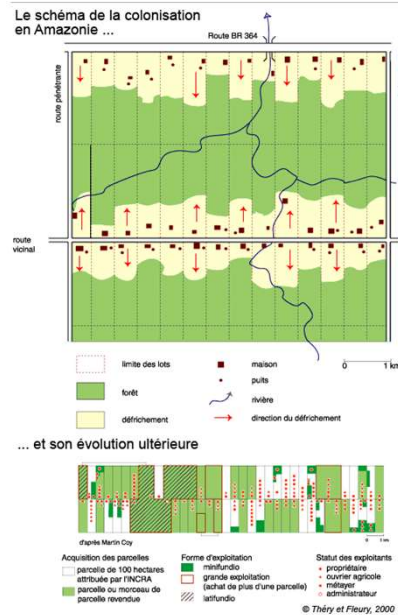 Le schéma de la colonisation
en Amazonie ...
Route BR 364
route pénétrante
route
vicinal
limite des lots
forêt
défrichement
maison
puits
rivière
direction du défrichement
0 1 km
... et son évolution ultérieure
d'après Martin Coy
0 1 km
Acquisition des parcelles
parcelle de 100 hectares
attribuée par l'INCRA
parcelle ou morceau de
parcelle revendue
Forme d'exploitation
minifundio
grande exploitation
(achat de plus d'une parcelle)
latifundio
Statut des exploitants
propriétaire
ouvrier agricole
métayer
administrateur
© Théry et Fleury, 2000